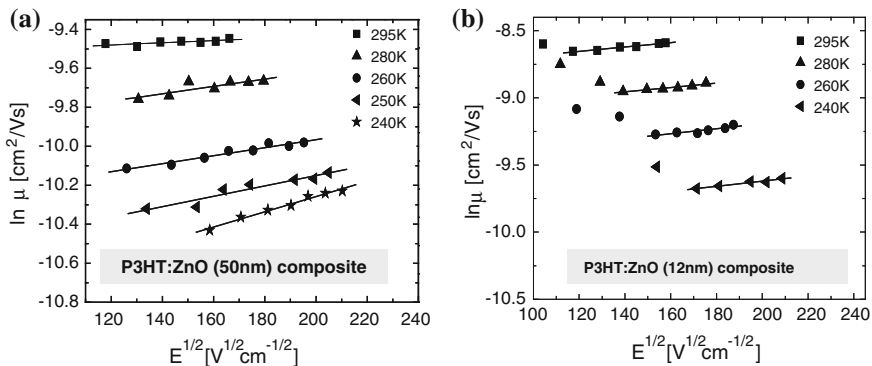 (a)
-9.4
-9.6
-9.8
-10.0
-10.2
-10.4
-10.6
-10.8
ln μ [cm²/Vs]
295K
280K
260K
250K
240K
P3HT:ZnO (50nm) composite
120 140 160 180 200 220 240
E^1/2[V^1/2cm^-1/2]
(b)
-8.5
-9.0
-9.5
-10.0
-10.5
lnμ [cm²/Vs]
295K
280K
260K
240K
P3HT:ZnO (12nm) composite
100 120 140 160 180 200 220 240
E^1/2[V^1/2cm^-1/2]